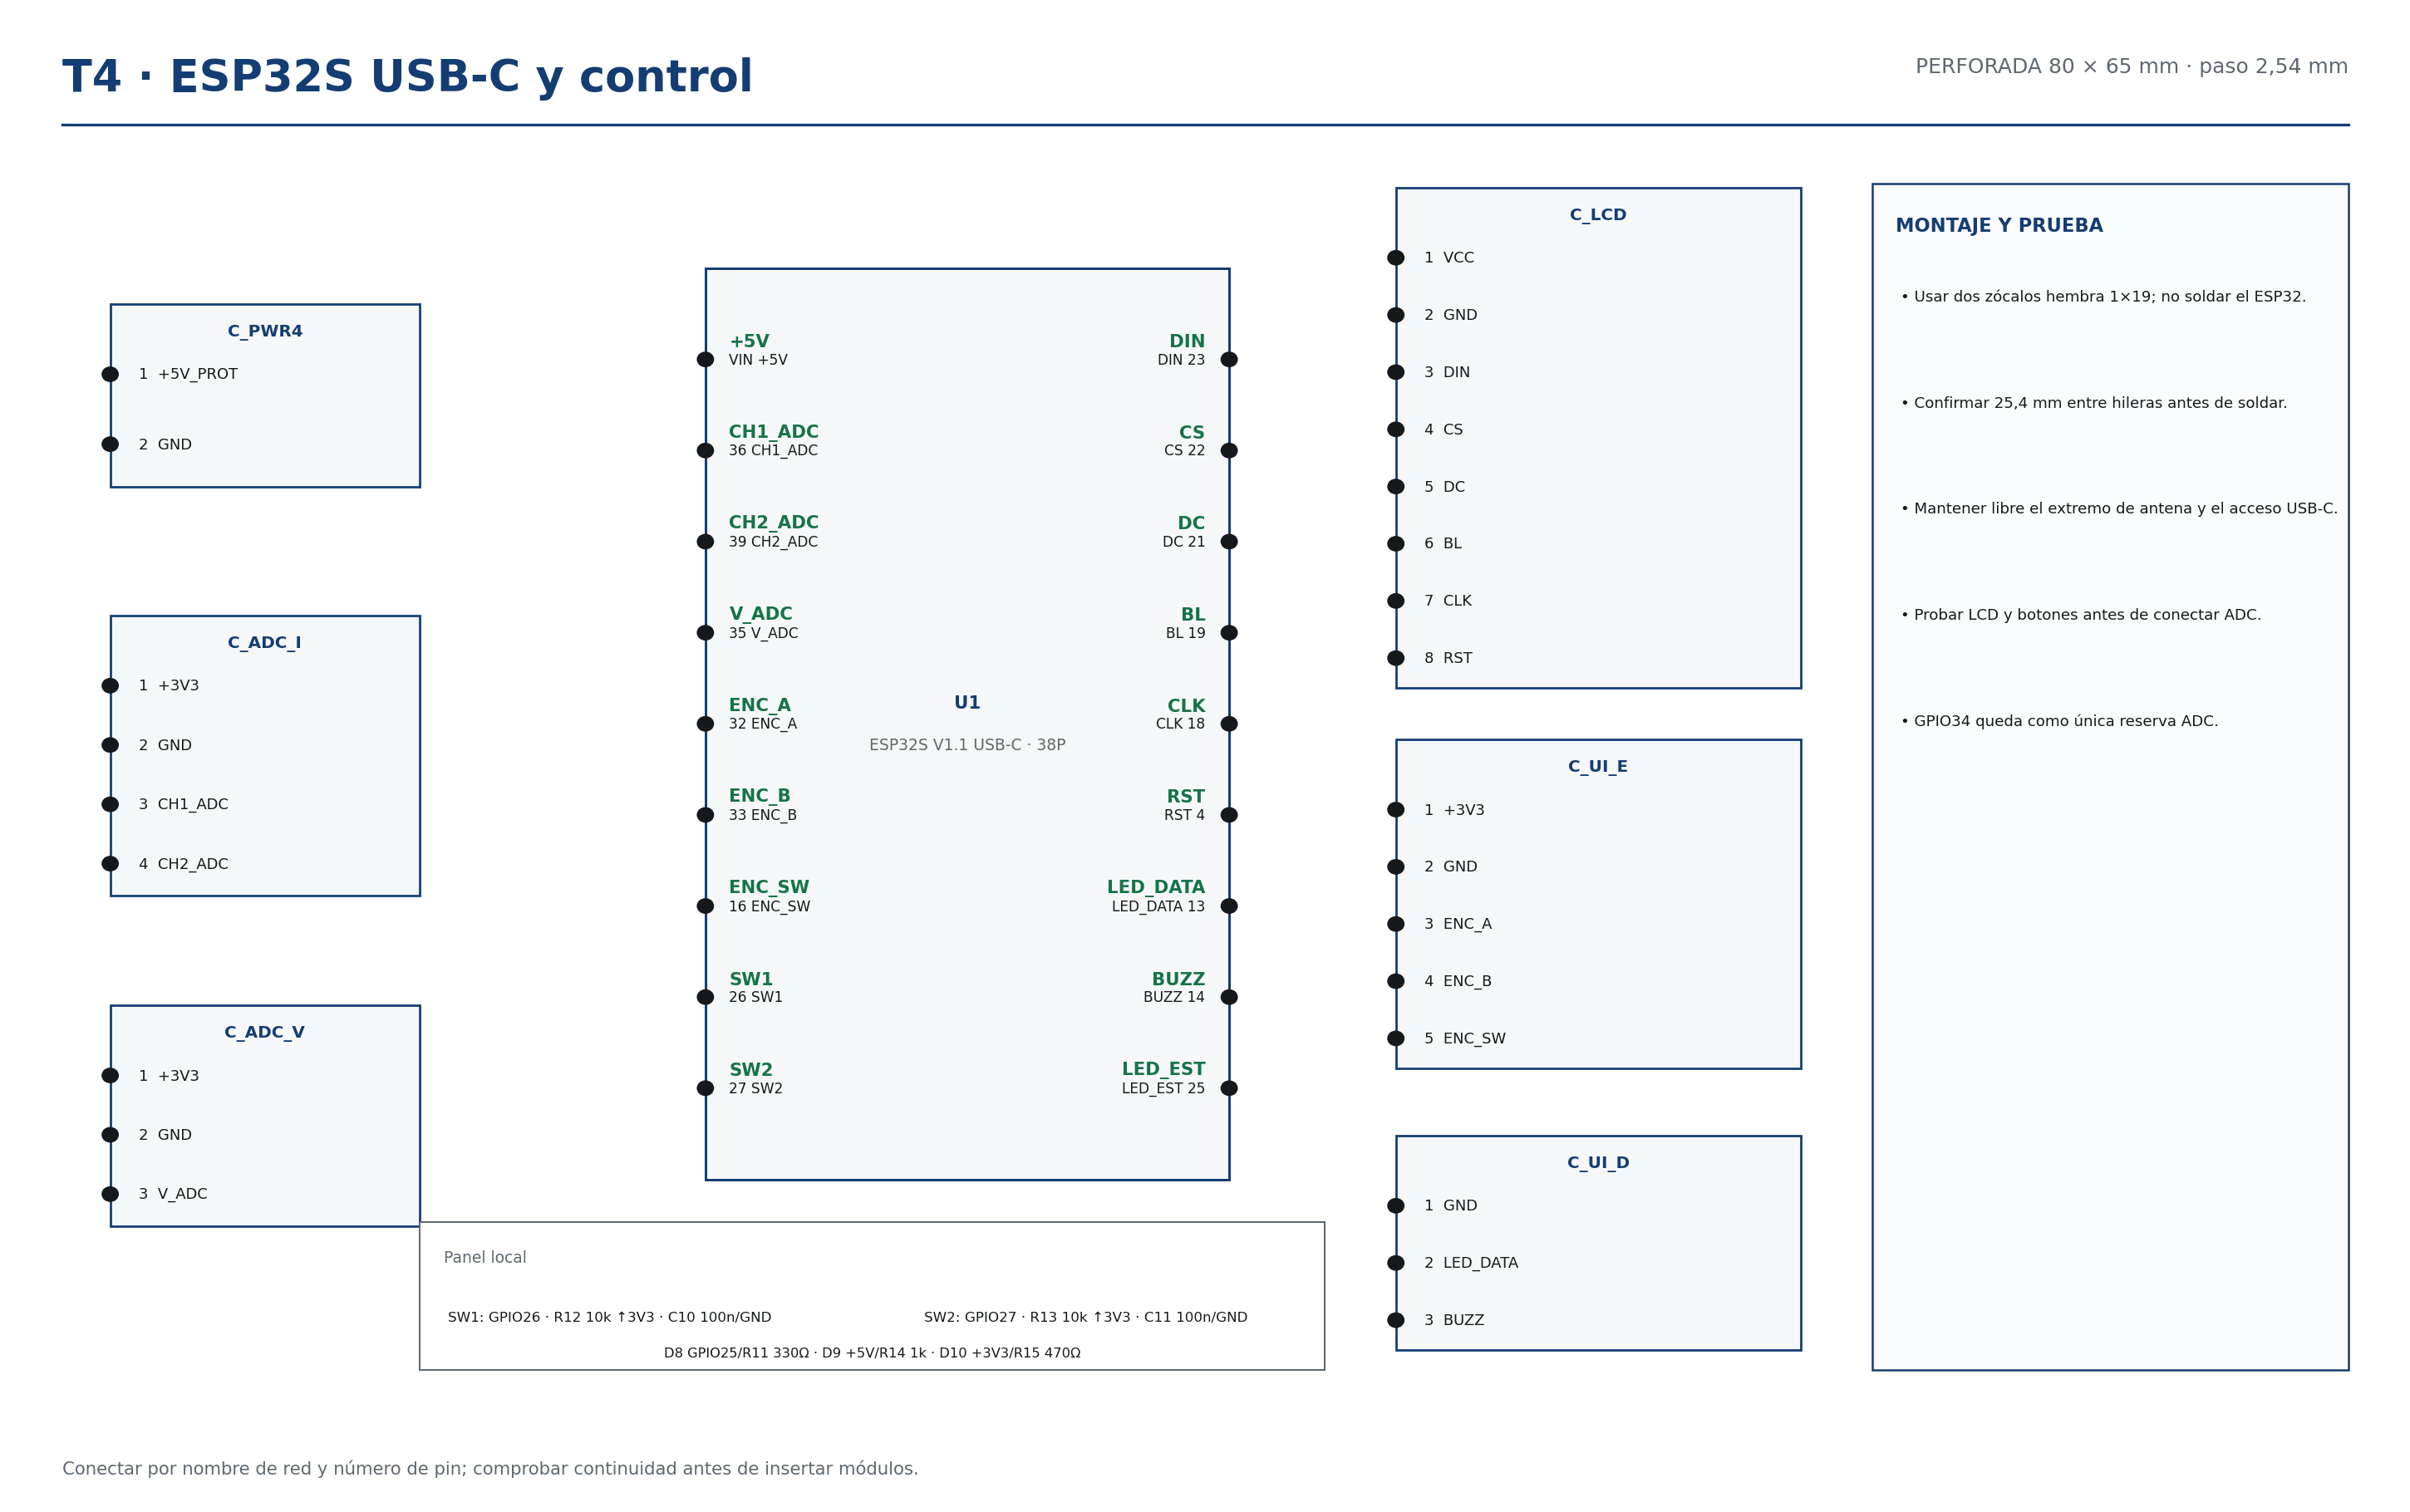 T4 · ESP32S USB-C y control
PERFORADA 80 × 65 mm · paso 2,54 mm
C_PWR4
1 +5V_PROT
2 GND
C_ADC_I
1 +3V3
2 GND
3 CH1_ADC
4 CH2_ADC
C_ADC_V
1 +3V3
2 GND
3 V_ADC
+5V
VIN +5V
CH1_ADC
36 CH1_ADC
CH2_ADC
39 CH2_ADC
V_ADC
35 V_ADC
ENC_A
32 ENC_A
ENC_B
33 ENC_B
ENC_SW
16 ENC_SW
SW1
26 SW1
SW2
27 SW2
U1
ESP32S V1.1 USB-C · 38P
DIN
DIN 23
CS
CS 22
DC
DC 21
BL
BL 19
CLK
CLK 18
RST
RST 4
LED_DATA
LED_DATA 13
BUZZ
BUZZ 14
LED_EST
LED_EST 25
Panel local
SW1: GPIO26 · R12 10k ↑3V3 · C10 100n/GND
SW2: GPIO27 · R13 10k ↑3V3 · C11 100n/GND
D8 GPIO25/R11 330Ω · D9 +5V/R14 1k · D10 +3V3/R15 470Ω
C_LCD
1 VCC
2 GND
3 DIN
4 CS
5 DC
6 BL
7 CLK
8 RST
C_UI_E
1 +3V3
2 GND
3 ENC_A
4 ENC_B
5 ENC_SW
C_UI_D
1 GND
2 LED_DATA
3 BUZZ
MONTAJE Y PRUEBA
• Usar dos zócalos hembra 1×19; no soldar el ESP32.
• Confirmar 25,4 mm entre hileras antes de soldar.
• Mantener libre el extremo de antena y el acceso USB-C.
• Probar LCD y botones antes de conectar ADC.
• GPIO34 queda como única reserva ADC.
Conectar por nombre de red y número de pin; comprobar continuidad antes de insertar módulos.